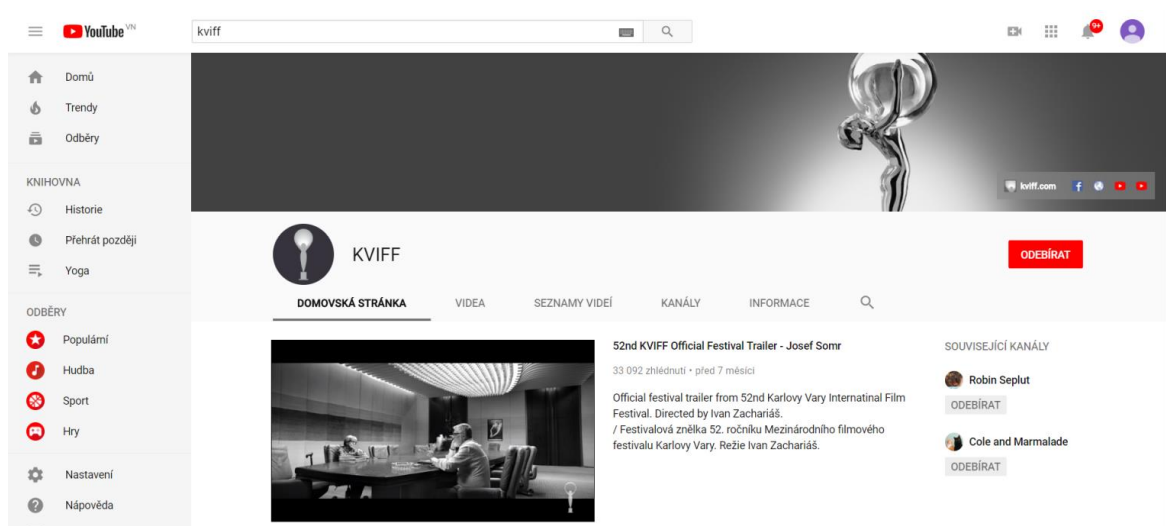 YouTube VN
kviff
9+
Domů
Trendy
Odběry
KNIHOVNA
Historie
Přehrát později
Yoga
ODBĚRY
Populární
Hudba
Sport
Hry
Nastavení
Nápověda
kviff.com
KVIFF
ODEBÍRAT
DOMOVSKÁ STRÁNKA VIDEA SEZNAMY VIDEÍ KANÁLY INFORMACE
52nd KVIFF Official Festival Trailer - Josef Somr
33 092 zhlédnutí • před 7 měsíci
Official festival trailer from 52nd Karlovy Vary Internatinal Film
Festival. Directed by Ivan Zachariáš.
/ Festivalová znělka 52. ročníku Mezinárodního filmového
festivalu Karlovy Vary. Režie Ivan Zachariáš.
SOUVISEJÍCÍ KANÁLY
Robin Seplut
ODEBÍRAT
Cole and Marmalade
ODEBÍRAT